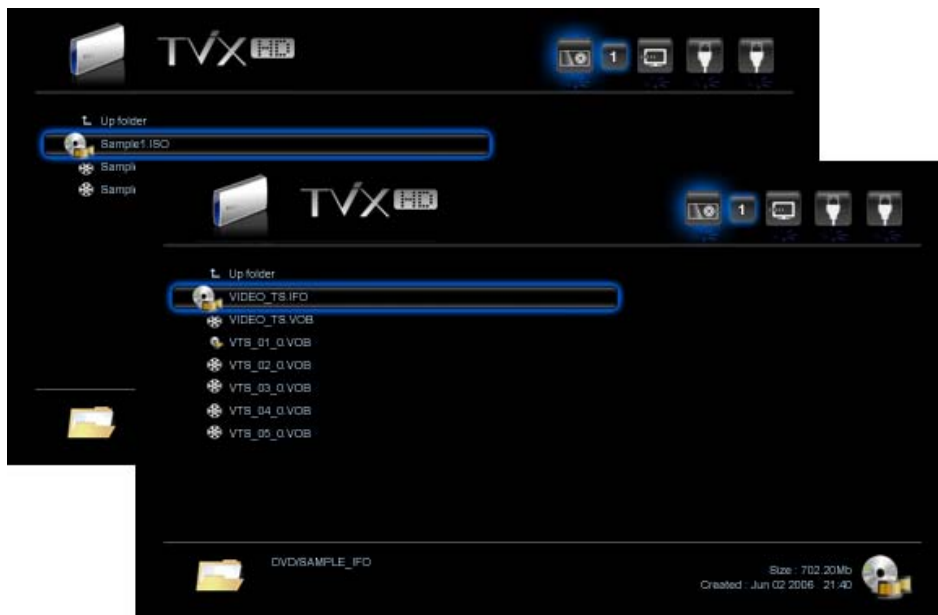 TViX HD
1
Up folder
Sample1.ISO
Sampl
Sampl
TViX HD
1
Up folder
VIDEO_TS.IFO
VIDEO_TS.VOB
VTS_01_0.VOB
VTS_02_0.VOB
VTS_03_0.VOB
VTS_04_0.VOB
VTS_05_0.VOB
DVD/SAMPLE_IFO
Size : 702.20Mb
Created : Jun 02 2006 21:40